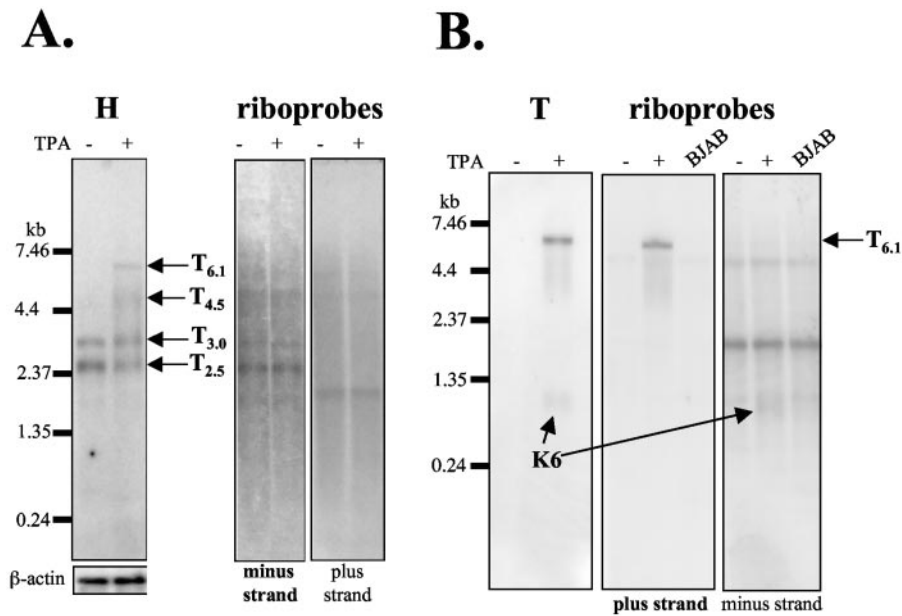 A.
H
riboprobes
TPA - + - + - +
kb
7.46
4.4
2.37
1.35
0.24
T6.1
T4.5
T3.0
T2.5
β-actin
minus strand
plus strand
B.
T
riboprobes
TPA - + - + BJAB - + BJAB
kb
7.46
4.4
2.37
1.35
0.24
T6.1
K6
plus strand
minus strand